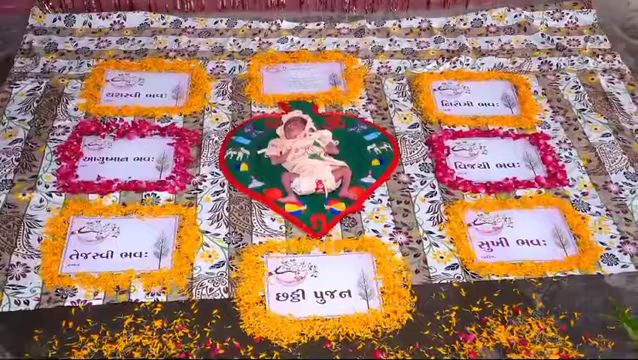 યશસ્વી ભવઃ
નિરોગી ભવઃ
આયુષ્માન ભવઃ
વિજયી ભવઃ
તેજસ્વી ભવઃ
છઠ્ઠી પુજન
સુખી ભવઃ